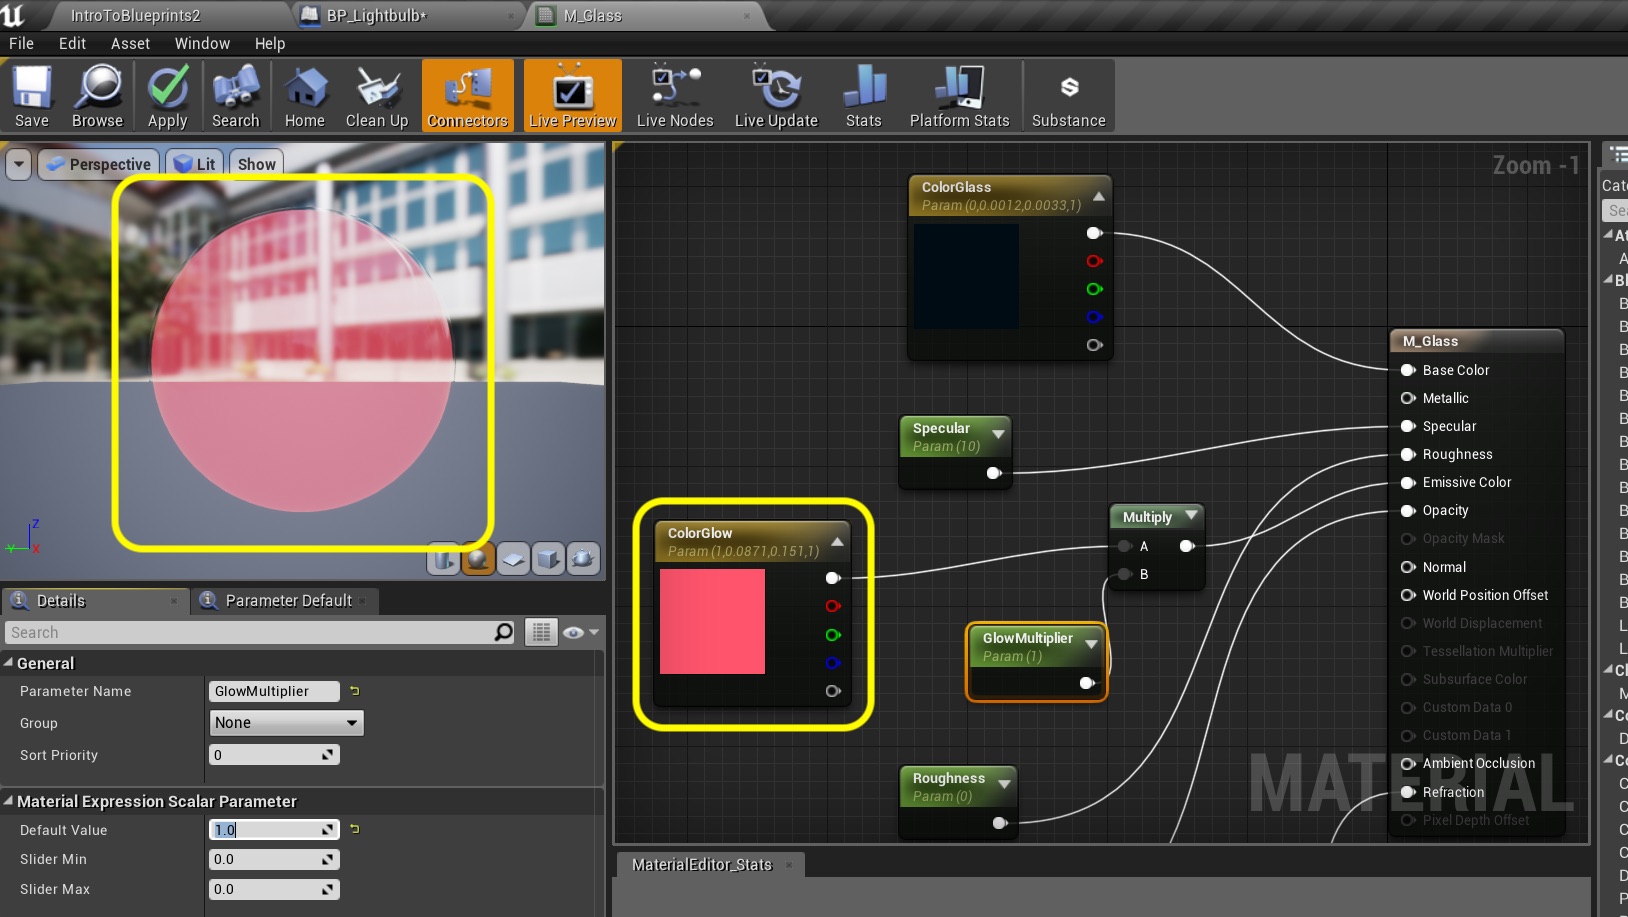 IntroToBlueprints2
BP_Lightbulb*
M_Glass
File
Edit
Asset
Window
Help
Save
Browse
Apply
Search
Home
Clean Up
Connectors
Live Preview
Live Nodes
Live Update
Stats
Platform Stats
Substance
Perspective
Lit
Show
Z
Y
X
Zoom -1
ColorGlass
Param (0,0.0012,0.0033,1)
Specular
Param (10)
ColorGlow
Param (1,0.0871,0.151,1)
Multiply
A
B
GlowMultiplier
Param (1)
Roughness
Param (0)
M_Glass
Base Color
Metallic
Specular
Roughness
Emissive Color
Opacity
Opacity Mask
Normal
World Position Offset
World Displacement
Tessellation Multiplier
Subsurface Color
Custom Data 0
Custom Data 1
Ambient Occlusion
Refraction
Pixel Depth Offset
MATERIAL
Details
Parameter Default
Search
General
Parameter Name
GlowMultiplier
Group
None
Sort Priority
0
Material Expression Scalar Parameter
Default Value
1.0
Slider Min
0.0
Slider Max
0.0
MaterialEditor_Stats